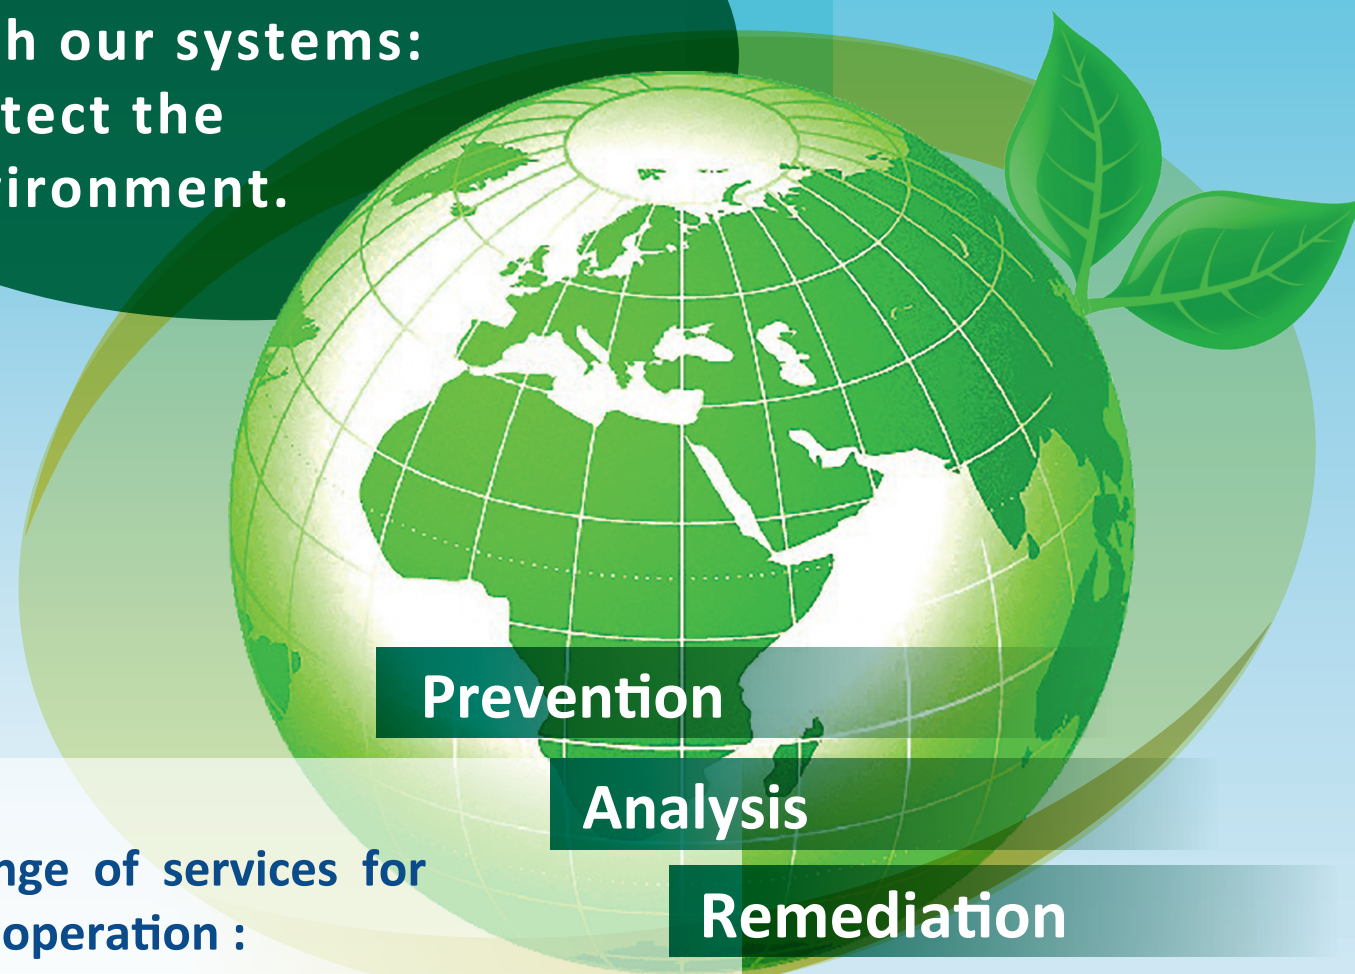 h our systems:
tect the
ironment.
Prevention
Analysis
nge of services for
Remediation
operation :